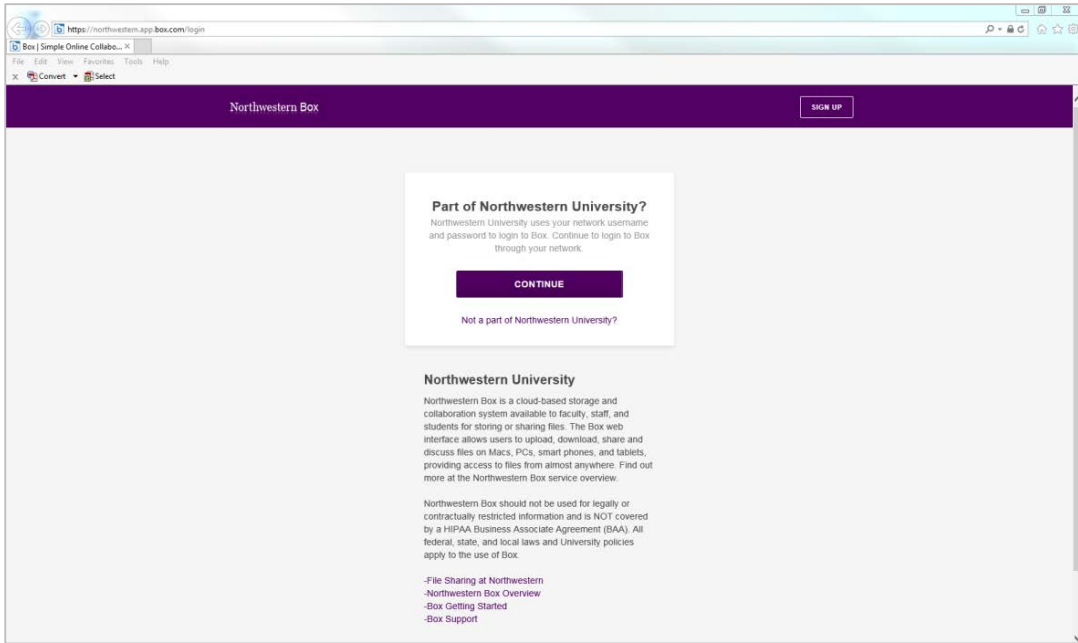 https://northwestern.app.box.com/login
Box | Simple Online Collabo... ×
File Edit View Favorites Tools Help
x Convert Select
Northwestern Box
SIGN UP
Part of Northwestern University?
Northwestern University uses your network username
and password to login to Box. Continue to login to Box
through your network.
CONTINUE
Not a part of Northwestern University?
Northwestern University
Northwestern Box is a cloud-based storage and
collaboration system available to faculty, staff, and
students for storing or sharing files. The Box web
interface allows users to upload, download, share and
discuss files on Macs, PCs, smart phones, and tablets,
providing access to files from almost anywhere. Find out
more at the Northwestern Box service overview.
Northwestern Box should not be used for legally or
contractually restricted information and is NOT covered
by a HIPAA Business Associate Agreement (BAA). All
federal, state, and local laws and University policies
apply to the use of Box.
-File Sharing at Northwestern
-Northwestern Box Overview
-Box Getting Started
-Box Support